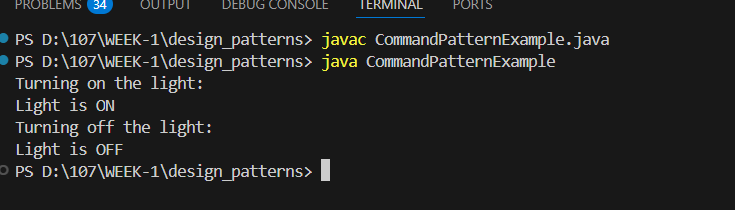 PROBLEMS 34 OUTPUT DEBUG CONSOLE TERMINAL PORTS
PS D:\107\WEEK-1\design_patterns> javac CommandPatternExample.java
PS D:\107\WEEK-1\design_patterns> java CommandPatternExample
Turning on the light:
Light is ON
Turning off the light:
Light is OFF
PS D:\107\WEEK-1\design_patterns>